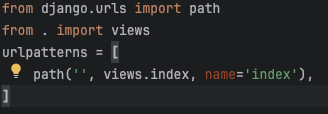 from django.urls import path
from . import views
urlpatterns = [
    path('', views.index, name='index'),
]